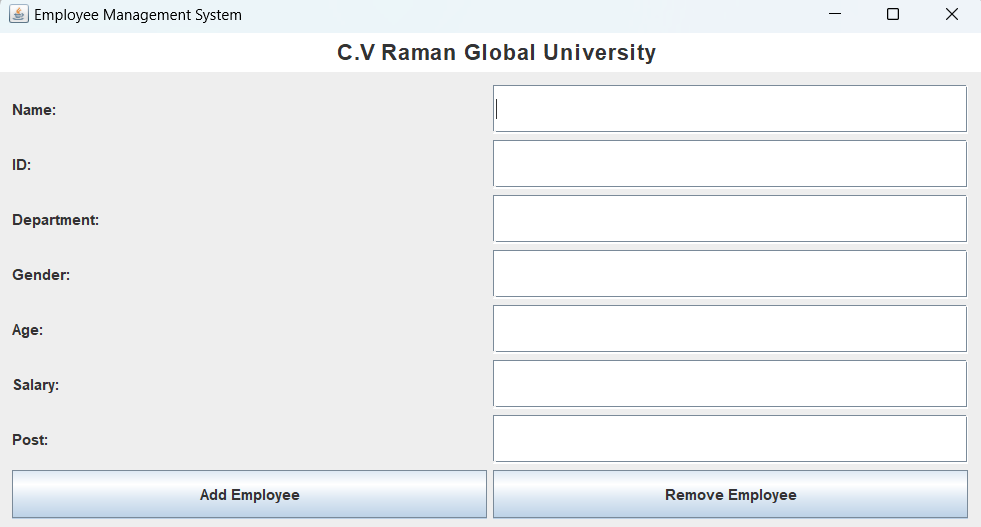 Employee Management System
C.V Raman Global University
Name:
ID:
Department:
Gender:
Age:
Salary:
Post:
Add Employee Remove Employee